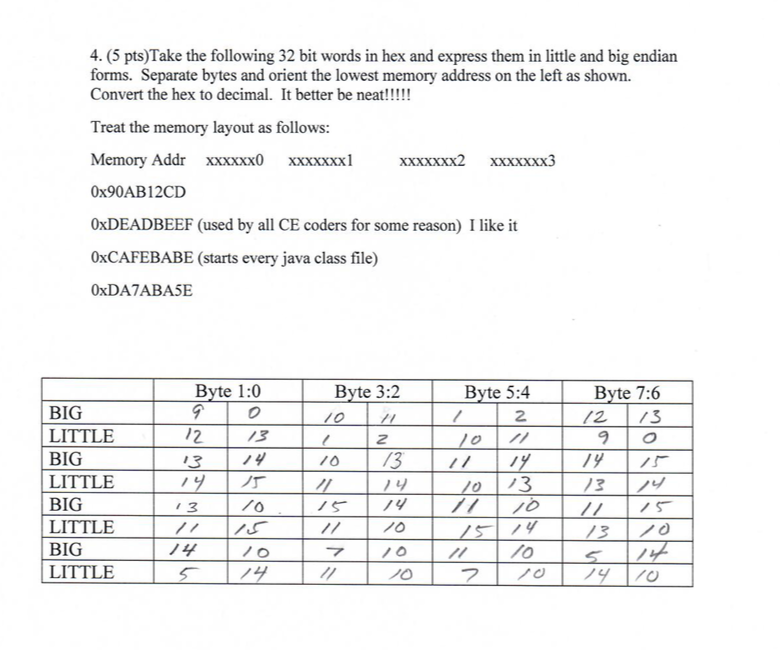 4. (5 pts)Take the following 32 bit words in hex and express them in little and big endian
forms. Separate bytes and orient the lowest memory address on the left as shown.
Convert the hex to decimal. It better be neat!!!!!
Treat the memory layout as follows:
Memory Addr xxxxxx0 xxxxxxx1 xxxxxxx2 xxxxxxx3
0x90AB12CD
0xDEADBEEF (used by all CE coders for some reason) I like it
0xCAFEBABE (starts every java class file)
0xDA7ABA5E
Byte 1:0 Byte 3:2 Byte 5:4 Byte 7:6
BIG 9 0 10 11 1 2 12 13
LITTLE 12 13 1 2 10 11 9 0
BIG 13 14 10 13 11 14 14 15
LITTLE 14 15 11 14 10 13 13 14
BIG 13 10 15 14 11 10 11 15
LITTLE 11 15 11 10 15 14 13 10
BIG 14 10 7 10 11 10 5 14
LITTLE 5 14 11 10 7 10 14 10